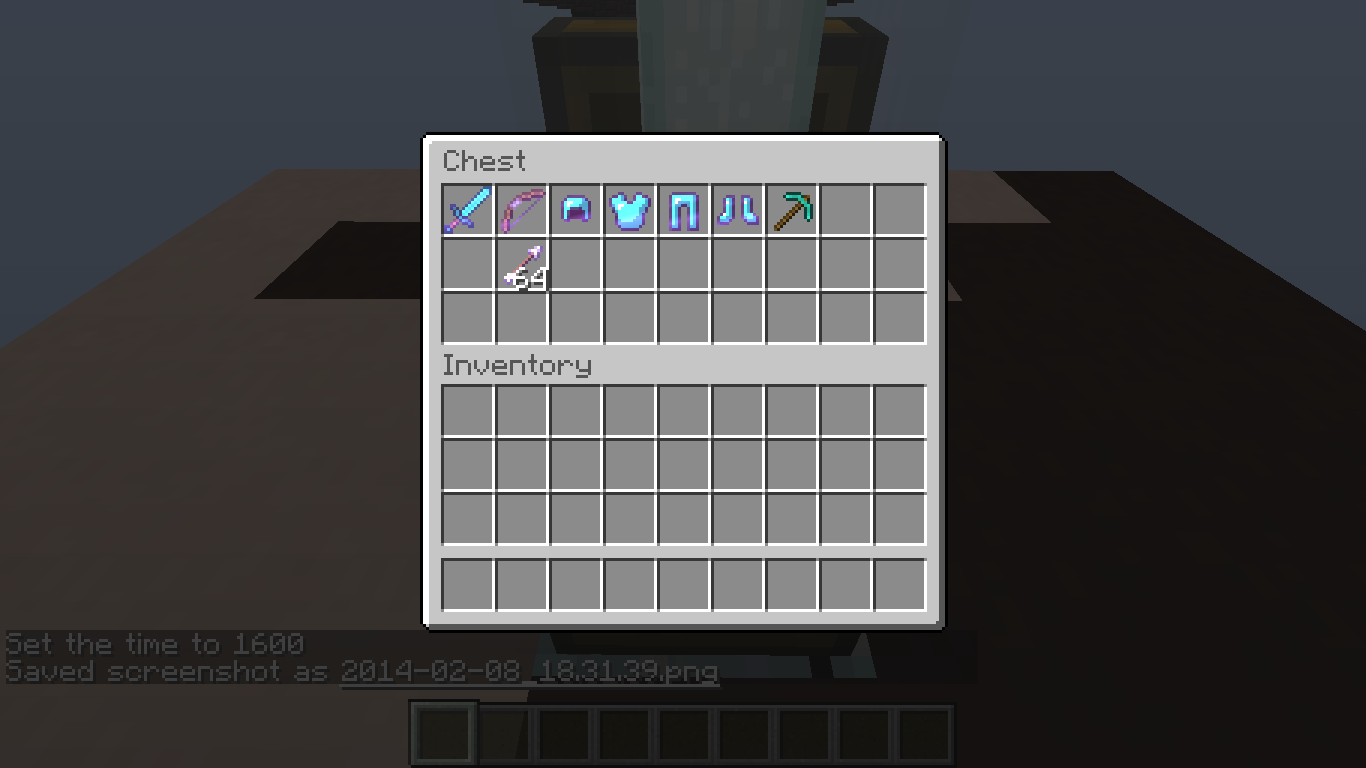 Chest
64
Inventory
Set the time to 1600
Saved screenshot as 2014-02-08_18.31.39.png